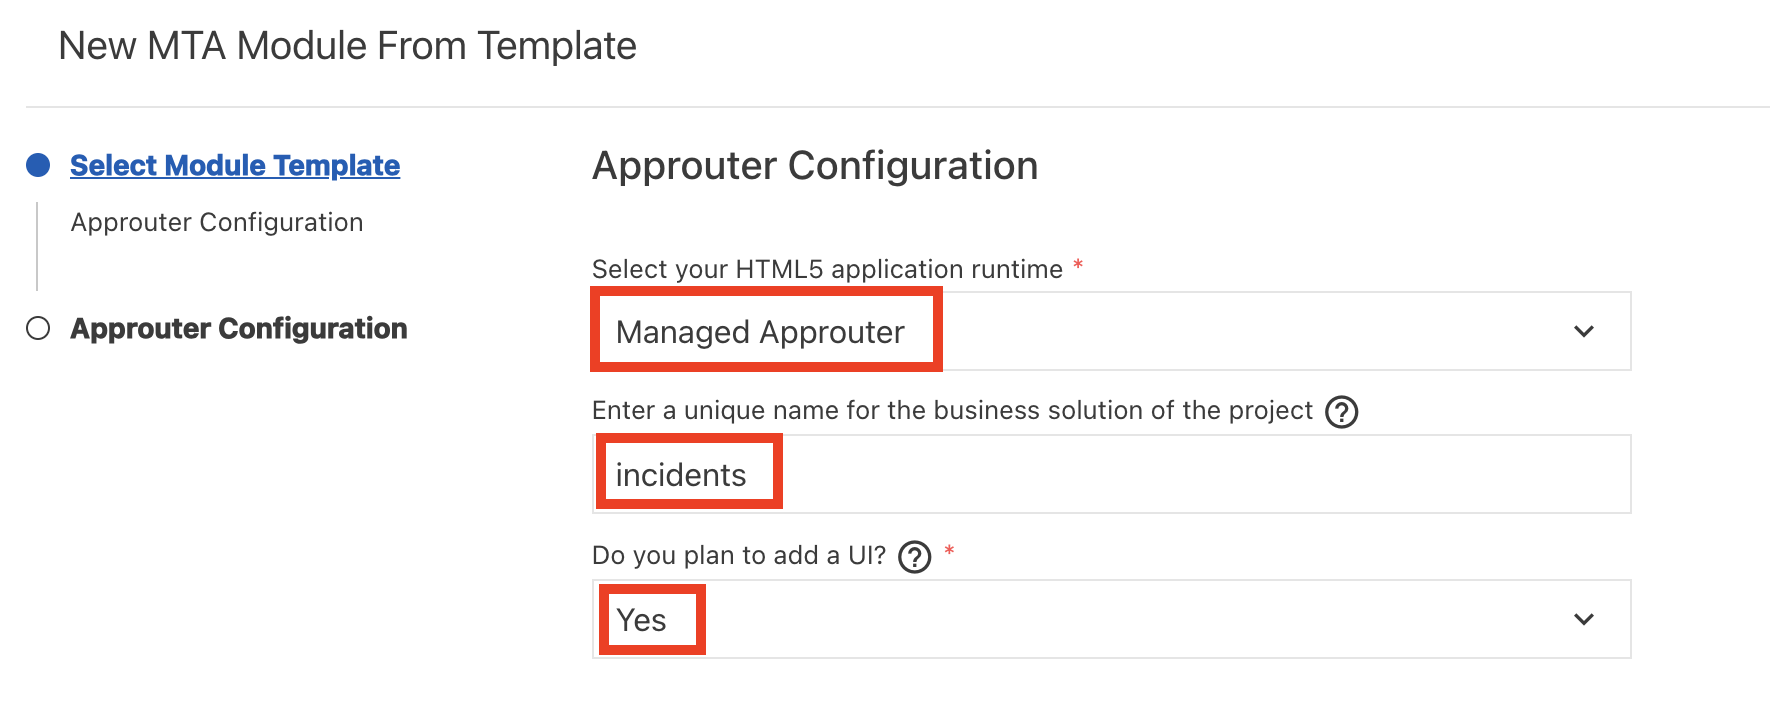 New MTA Module From Template
Select Module Template
Approuter Configuration
Approuter Configuration
Approuter Configuration
Select your HTML5 application runtime *
Managed Approuter
Enter a unique name for the business solution of the project ?
incidents
Do you plan to add a UI? ? *
Yes